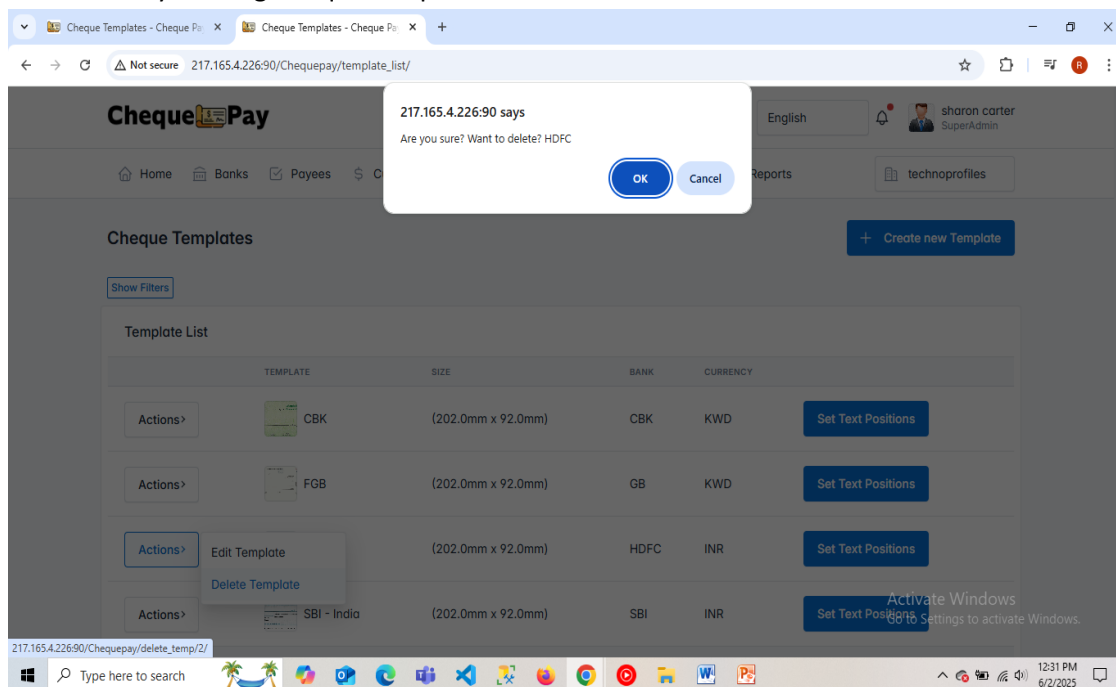 Cheque Templates - Cheque Pa
Cheque Templates - Cheque Pa
Not secure 217.165.4.226:90/Chequepay/template_list/
R
Cheque Pay
217.165.4.226:90 says
Are you sure? Want to delete? HDFC
OK
Cancel
English
sharon carter
SuperAdmin
Home
Banks
Payees
Reports
technoprofiles
Cheque Templates
+ Create new Template
Show Filters
Template List
TEMPLATE SIZE BANK CURRENCY
Actions> CBK (202.0mm x 92.0mm) CBK KWD Set Text Positions
Actions> FGB (202.0mm x 92.0mm) GB KWD Set Text Positions
Actions> Edit Template (202.0mm x 92.0mm) HDFC INR Set Text Positions
Delete Template
Actions> SBI - India (202.0mm x 92.0mm) SBI INR Set Text Positions
Activate Windows
Go to Settings to activate Windows.
217.165.4.226:90/Chequepay/delete_temp/2/
Type here to search
12:31 PM
6/2/2025